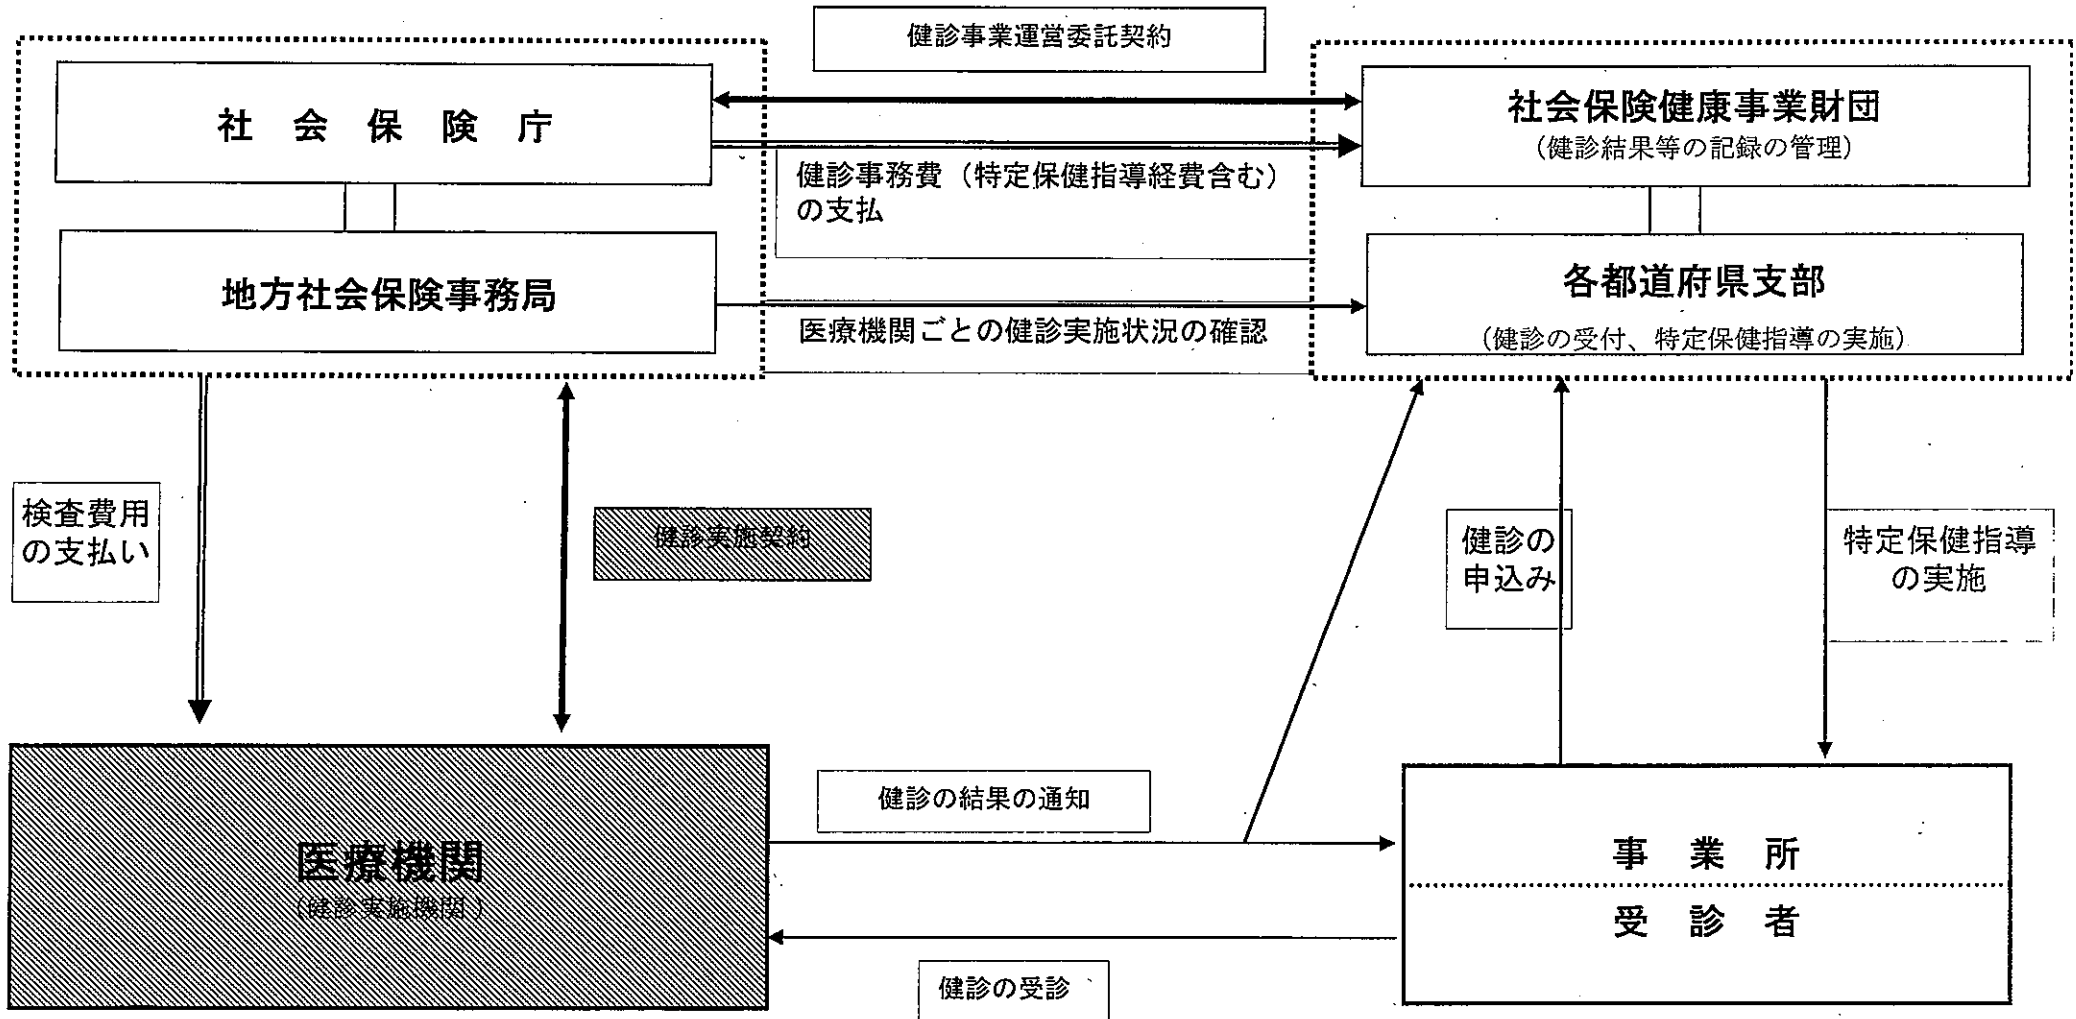 健診事業運営委託契約
社 会 保 険 庁
社会保険健康事業財団
(健診結果等の記録の管理)
健診事務費（特定保健指導経費含む）
の支払
地方社会保険事務局
各都道府県支部
(健診の受付、特定保健指導の実施)
医療機関ごとの健診実施状況の確認
検査費用
の支払い
健診実施契約
健診の
申込み
特定保健指導
の実施
健診の結果の通知
医療機関
(健診実施機関)
事 業 所
受 診 者
健診の受診